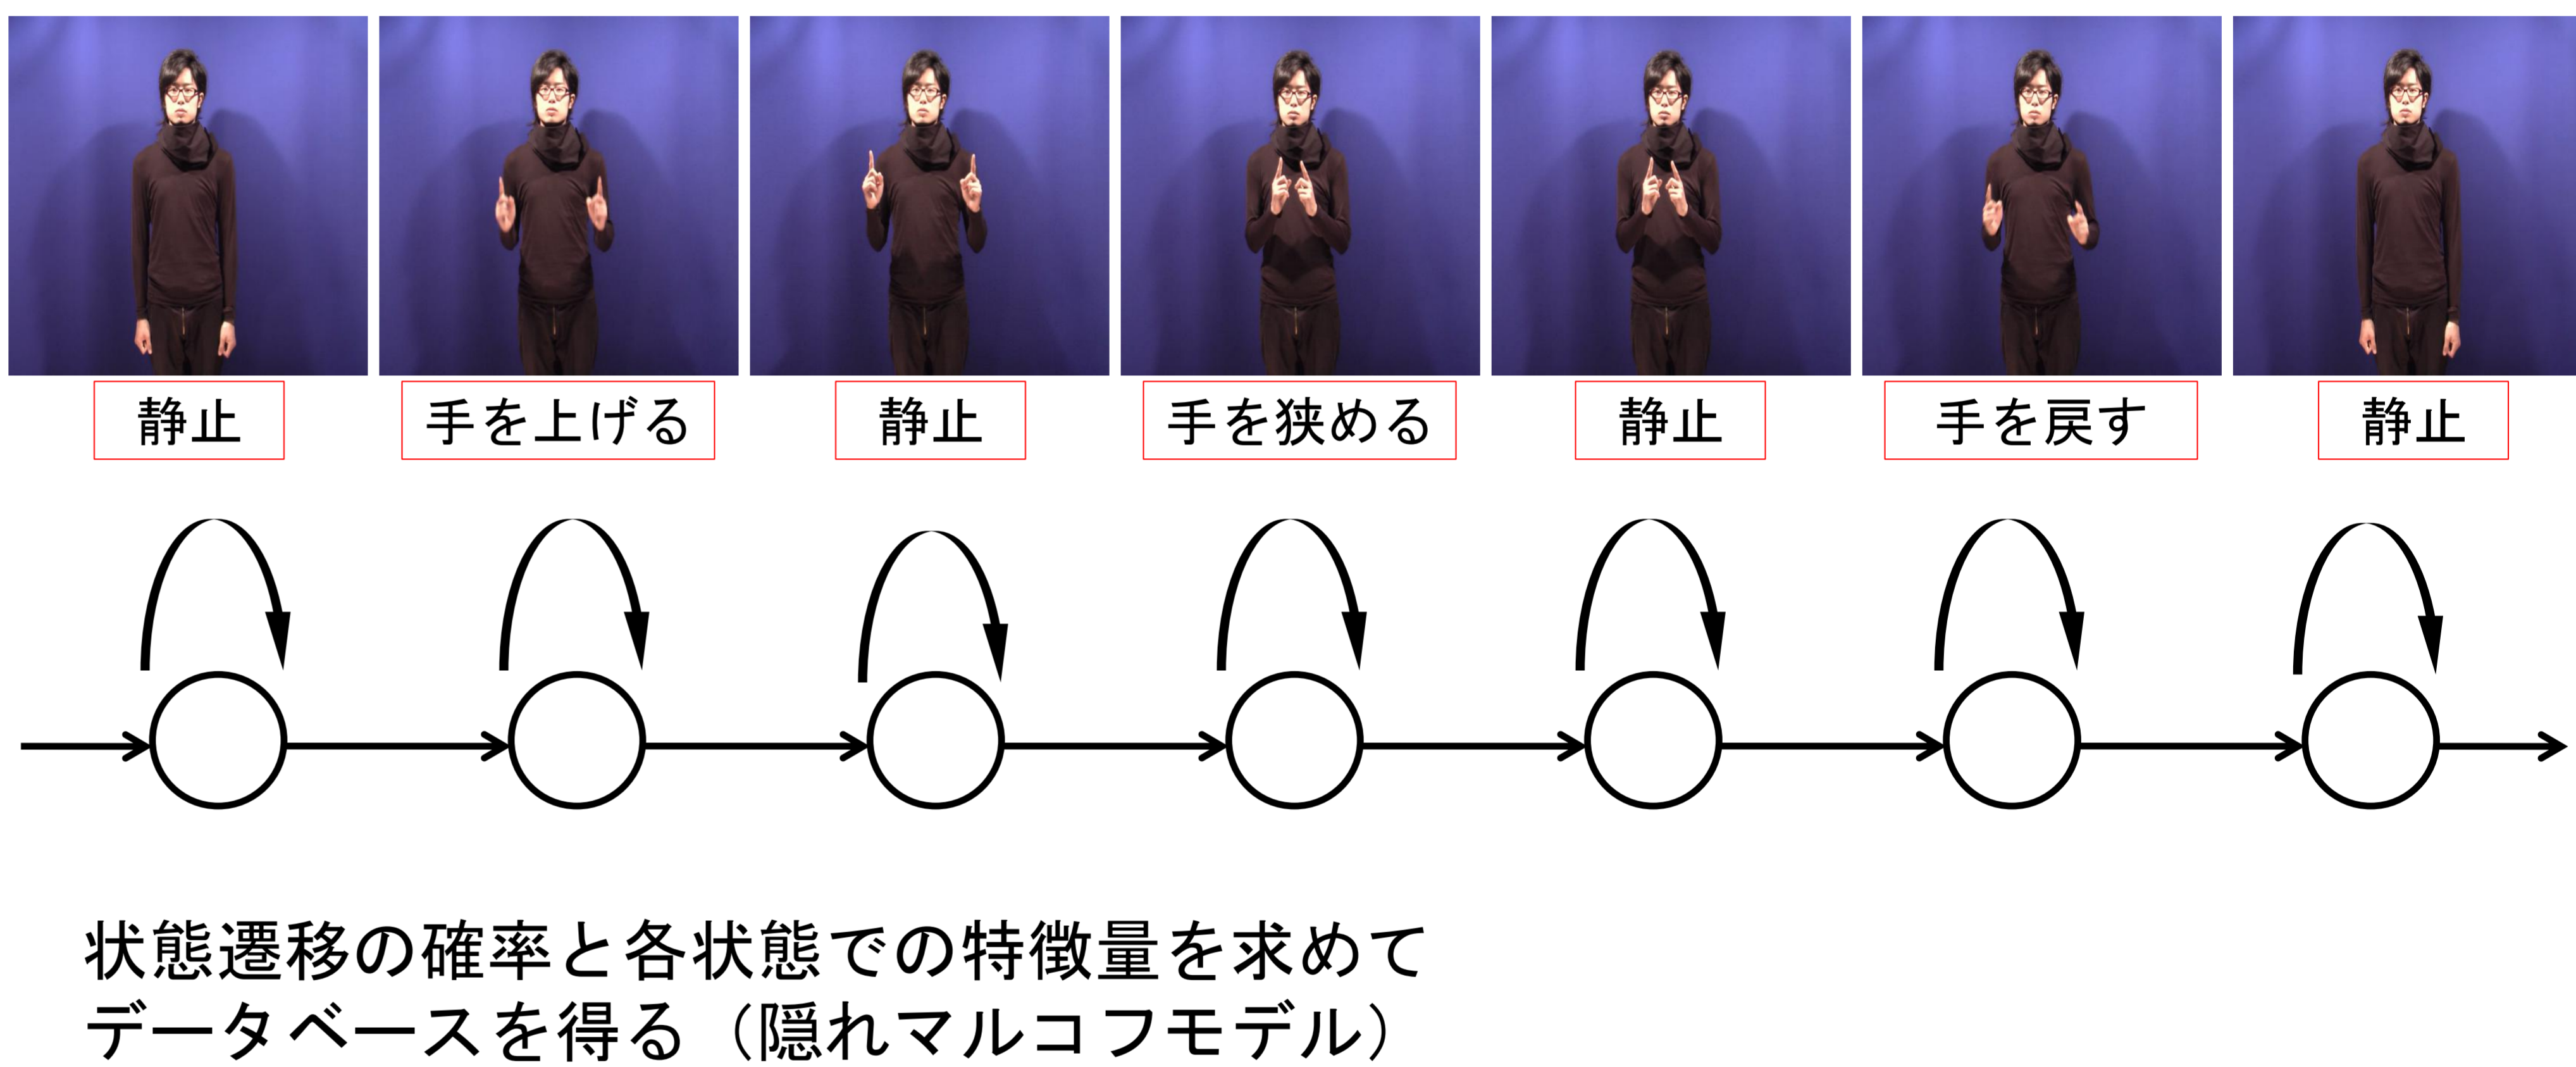 静止
手を上げる
静止
手を狭める
静止
手を戻す
静止
状態遷移の確率と各状態での特徴量を求めて
データベースを得る（隠れマルコフモデル）